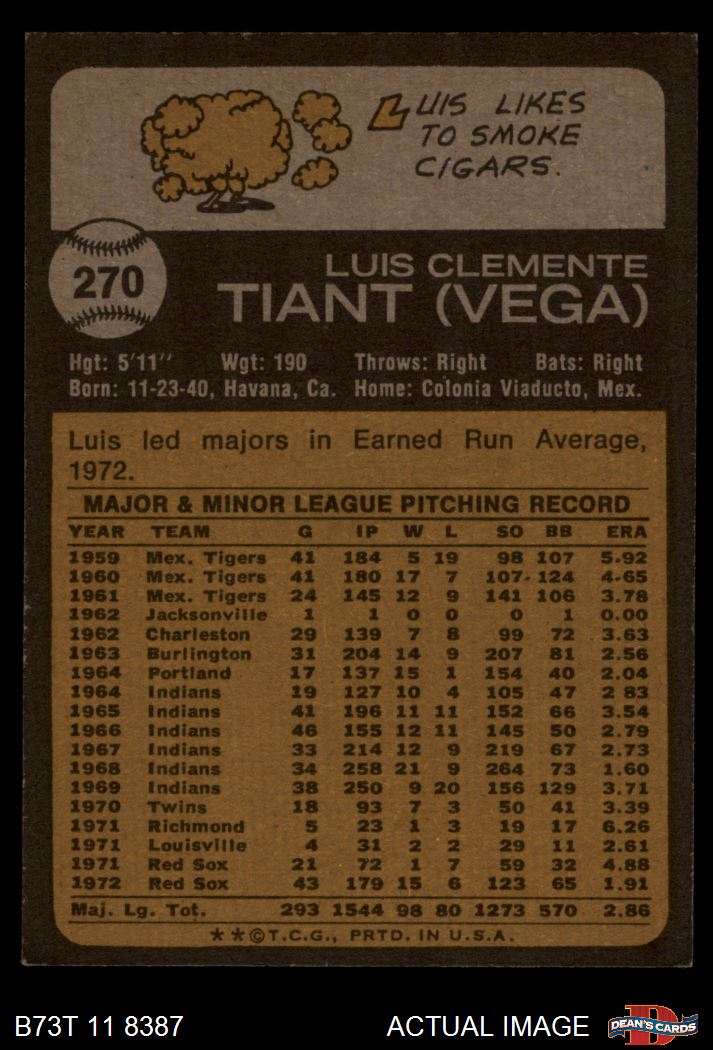 LUIS LIKES
TO SMOKE
CIGARS.
270
LUIS CLEMENTE
TIANT (VEGA)
Hgt: 5'11" Wgt: 190 Throws: Right Bats: Right
Born: 11-23-40, Havana, Ca. Home: Colonia Viaducto, Mex.
Luis led majors in Earned Run Average,
1972.
MAJOR & MINOR LEAGUE PITCHING RECORD
YEAR TEAM G IP W L SO BB ERA
1959 Mex. Tigers 41 184 5 19 98 107 5.92
1960 Mex. Tigers 41 180 17 7 107 124 4.65
1961 Mex. Tigers 24 145 12 9 141 106 3.78
1962 Jacksonville 1 1 0 0 0 1 0.00
1962 Charleston 29 139 7 8 99 72 3.63
1963 Burlington 31 204 14 9 207 81 2.56
1964 Portland 17 137 15 1 154 40 2.04
1964 Indians 19 127 10 4 105 47 2 83
1965 Indians 41 196 11 11 152 66 3.54
1966 Indians 46 155 12 11 145 50 2.79
1967 Indians 33 214 12 9 219 67 2.73
1968 Indians 34 258 21 9 264 73 1.60
1969 Indians 38 250 9 20 156 129 3.71
1970 Twins 18 93 7 3 50 41 3.39
1971 Richmond 5 23 1 3 19 17 6.26
1971 Louisville 4 31 2 2 29 11 2.61
1971 Red Sox 21 72 1 7 59 32 4.88
1972 Red Sox 43 179 15 6 123 65 1.91
Maj. Lg. Tot. 293 1544 98 80 1273 570 2.86
**©T.C.G., PRTD. IN U.S.A.
B73T 11 8387 ACTUAL IMAGE D DEAN'S CARDS